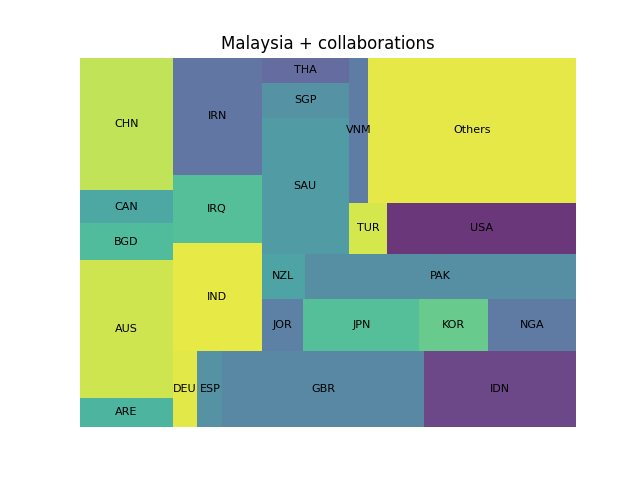 Malaysia + collaborations
CHN
IRN
THA
SGP
VNM
Others
SAU
CAN
IRQ
BGD
TUR
USA
IND
NZL
PAK
AUS
JOR
JPN
KOR
NGA
DEU
ESP
GBR
IDN
ARE